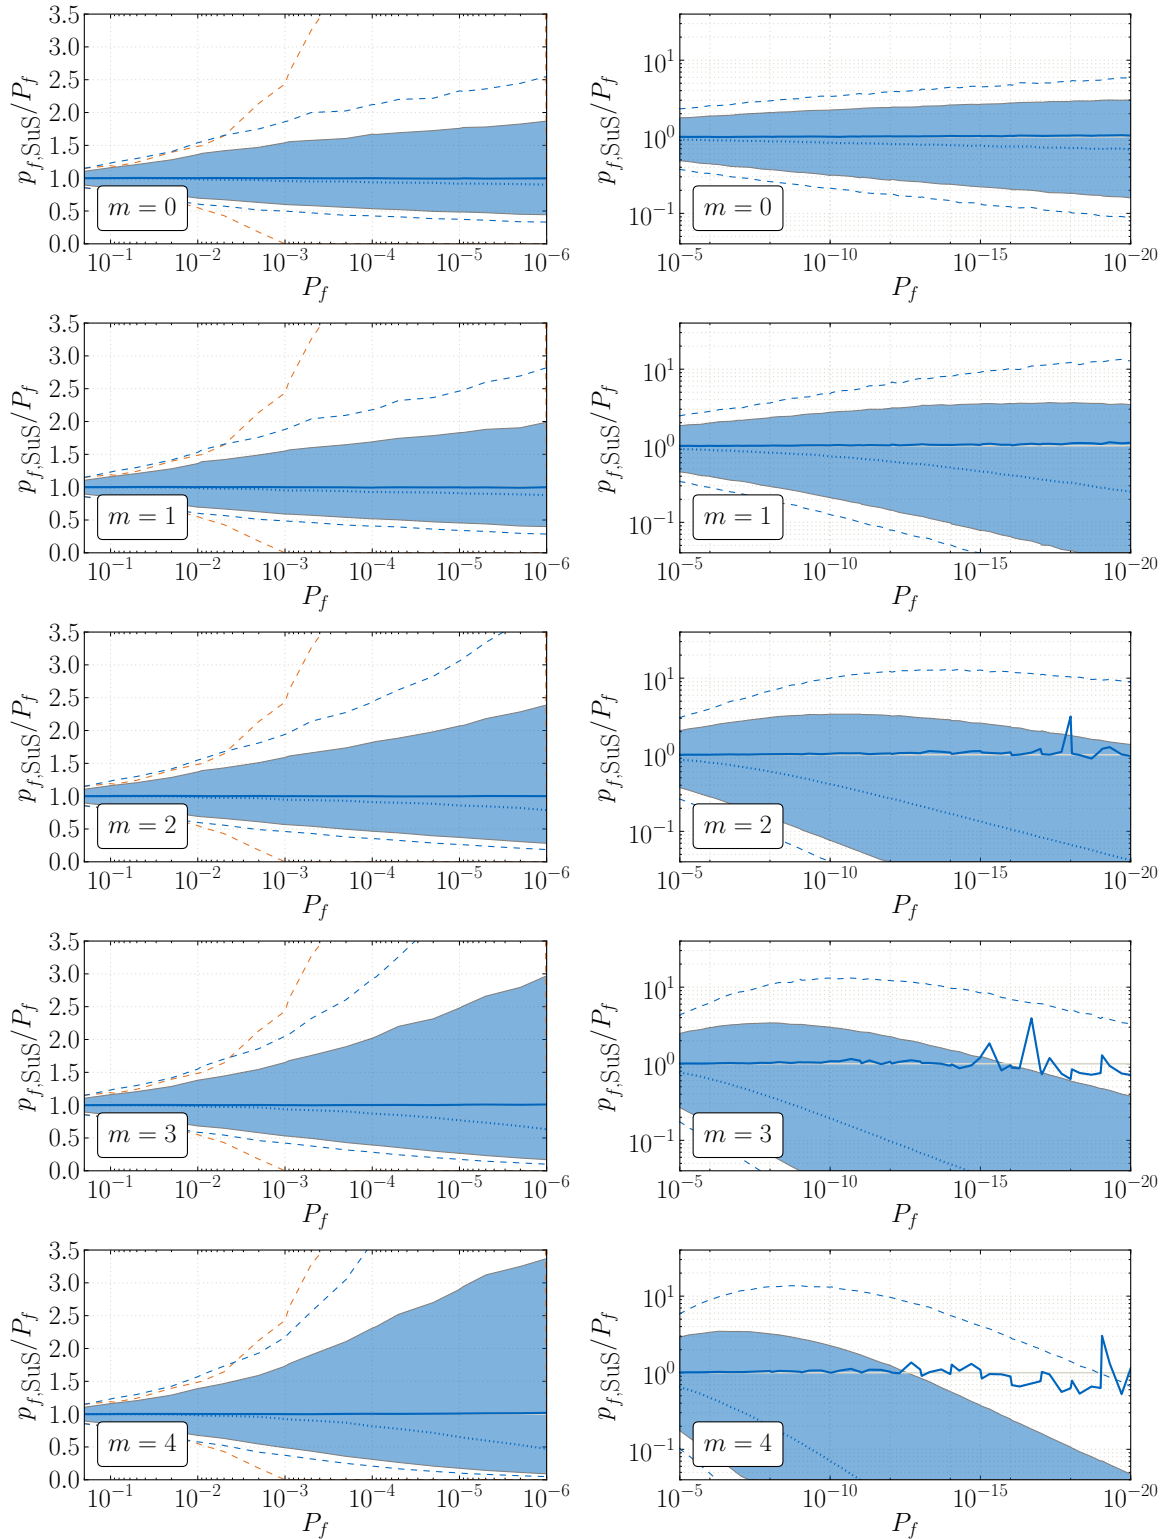 3.5
3.0
2.5
2.0
1.5
1.0
0.5
0.0
p_{f,SuS}/P_f
m = 0
10^{-1} 10^{-2} 10^{-3} 10^{-4} 10^{-5} 10^{-6}
P_f
10^1
10^0
10^{-1}
p_{f,SuS}/P_f
m = 0
10^{-5} 10^{-10} 10^{-15} 10^{-20}
P_f
3.5
3.0
2.5
2.0
1.5
1.0
0.5
0.0
p_{f,SuS}/P_f
m = 1
10^{-1} 10^{-2} 10^{-3} 10^{-4} 10^{-5} 10^{-6}
P_f
10^1
10^0
10^{-1}
p_{f,SuS}/P_f
m = 1
10^{-5} 10^{-10} 10^{-15} 10^{-20}
P_f
3.5
3.0
2.5
2.0
1.5
1.0
0.5
0.0
p_{f,SuS}/P_f
m = 2
10^{-1} 10^{-2} 10^{-3} 10^{-4} 10^{-5} 10^{-6}
P_f
10^1
10^0
10^{-1}
p_{f,SuS}/P_f
m = 2
10^{-5} 10^{-10} 10^{-15} 10^{-20}
P_f
3.5
3.0
2.5
2.0
1.5
1.0
0.5
0.0
p_{f,SuS}/P_f
m = 3
10^{-1} 10^{-2} 10^{-3} 10^{-4} 10^{-5} 10^{-6}
P_f
10^1
10^0
10^{-1}
p_{f,SuS}/P_f
m = 3
10^{-5} 10^{-10} 10^{-15} 10^{-20}
P_f
3.5
3.0
2.5
2.0
1.5
1.0
0.5
0.0
p_{f,SuS}/P_f
m = 4
10^{-1} 10^{-2} 10^{-3} 10^{-4} 10^{-5} 10^{-6}
P_f
10^1
10^0
10^{-1}
p_{f,SuS}/P_f
m = 4
10^{-5} 10^{-10} 10^{-15} 10^{-20}
P_f